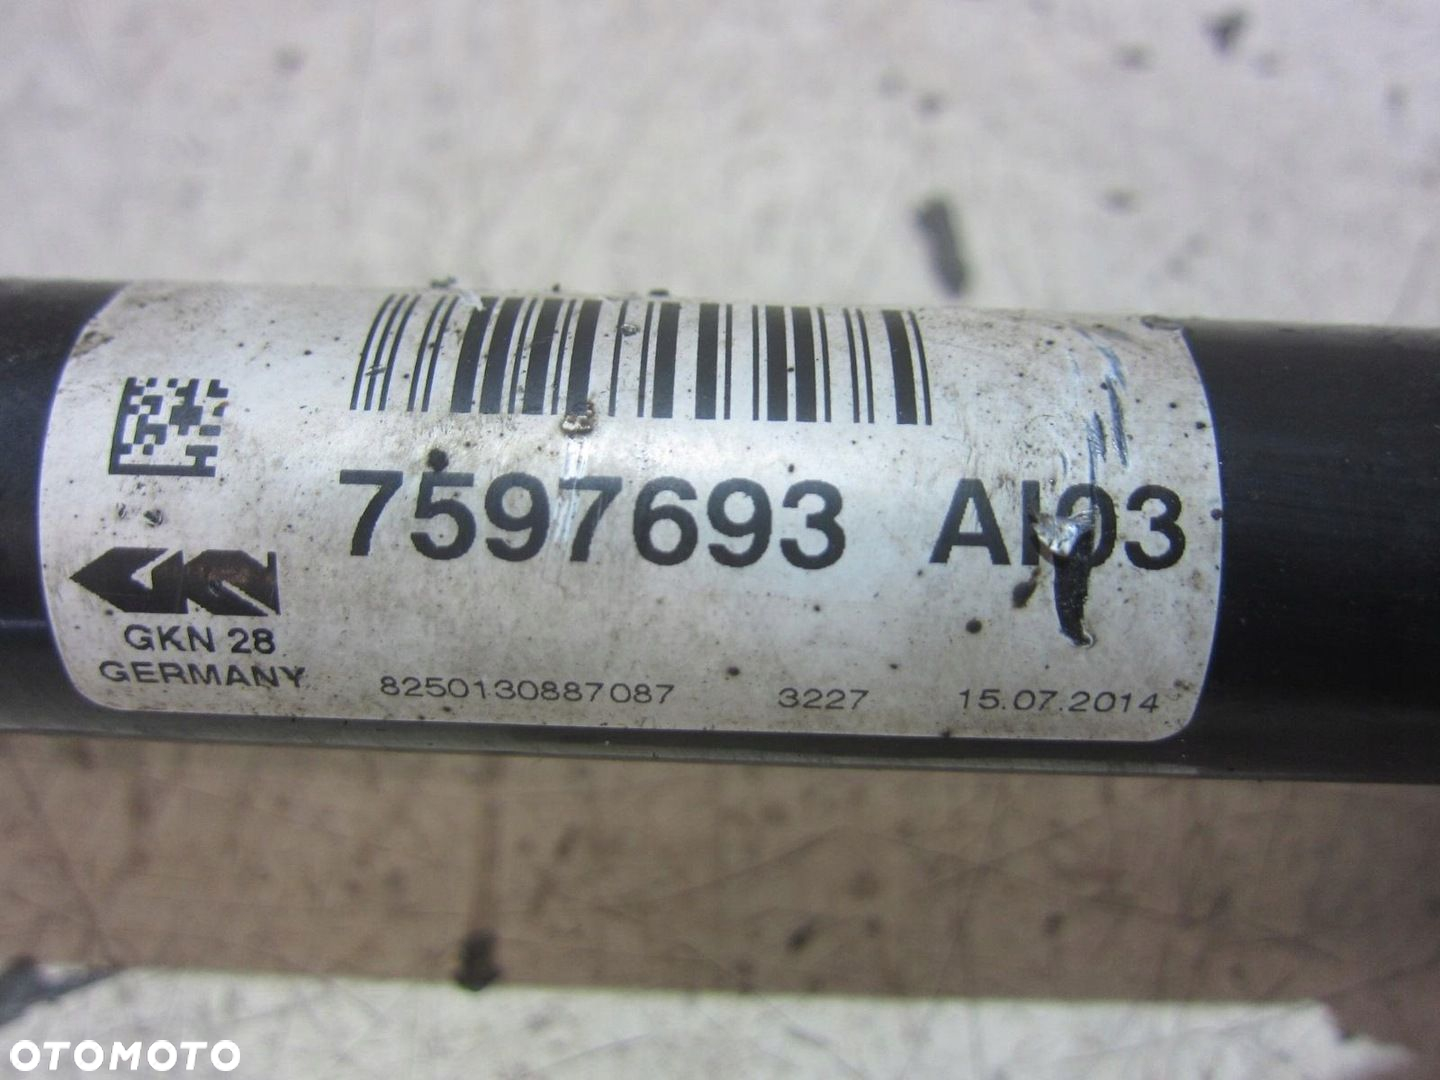 7597693 AI03
GKN 28
GERMANY
8250130887087 3227 15.07.2014
OTOMOTO